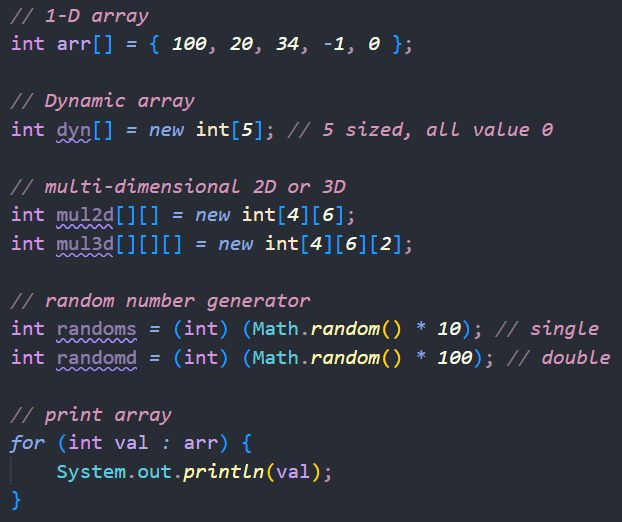 // 1-D array
int arr[] = { 100, 20, 34, -1, 0 };
// Dynamic array
int dyn[] = new int[5]; // 5 sized, all value 0
// multi-dimensional 2D or 3D
int mul2d[][] = new int[4][6];
int mul3d[][][] = new int[4][6][2];
// random number generator
int randoms = (int) (Math.random() * 10); // single
int randomd = (int) (Math.random() * 100); // double
// print array
for (int val : arr) {
    System.out.println(val);
}